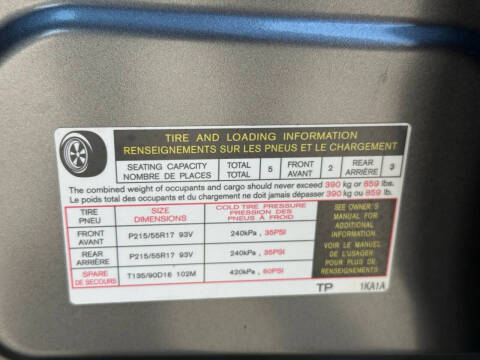 TIRE AND LOADING INFORMATION
RENSEIGNEMENTS SUR LES PNEUS ET LE CHARGEMENT
SEATING CAPACITY TOTAL 5 FRONT 2 REAR 3
NOMBRE DE PLACES TOTAL AVANT ARRIÈRE
The combined weight of occupants and cargo should never exceed 390 kg or 859 lbs.
Le poids total des occupants et du chargement ne doit jamais dépasser 390 kg ou 859 lb.
TIRE PNEU SIZE DIMENSIONS COLD TIRE PRESSURE PRESSION DES PNEUS À FROID
FRONT AVANT P215/55R17 93V 240kPa , 35PSI
REAR ARRIÈRE P215/55R17 93V 240kPa , 35PSI
SPARE DE SECOURS T135/90D16 102M 420kPa , 60PSI
SEE OWNER'S
MANUAL FOR
ADDITIONAL
INFORMATION.
VOIR LE MANUEL
DE L'USAGER
POUR PLUS DE
RENSEIGNEMENTS
TP 1KA1A